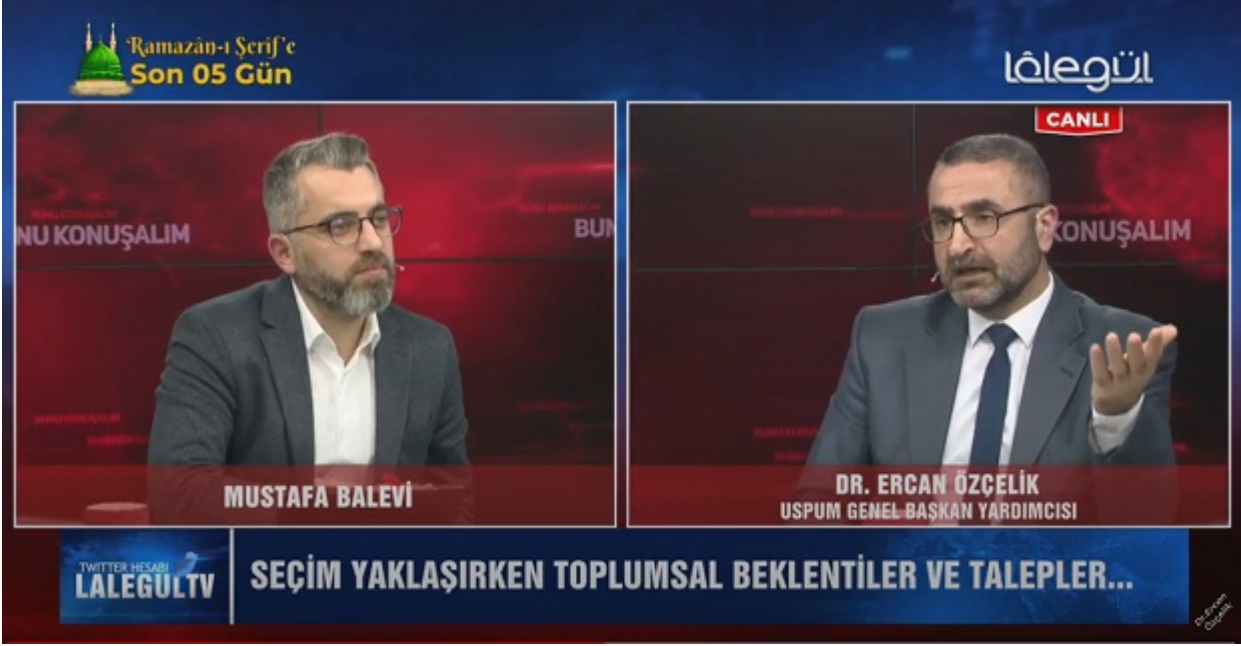 Ramazân-ı Şerif'e
Son 05 Gün
lâlegül
CANLI
NU KONUŞALIM
BUN
KONUŞALIM
MUSTAFA BALEVİ
DR. ERCAN ÖZÇELİK
USPUM GENEL BAŞKAN YARDIMCISI
TWITTER HESABI
LALEGULTV
SEÇİM YAKLAŞIRKEN TOPLUMSAL BEKLENTİLER VE TALEPLER...
Dr.Ercan
Özçelik